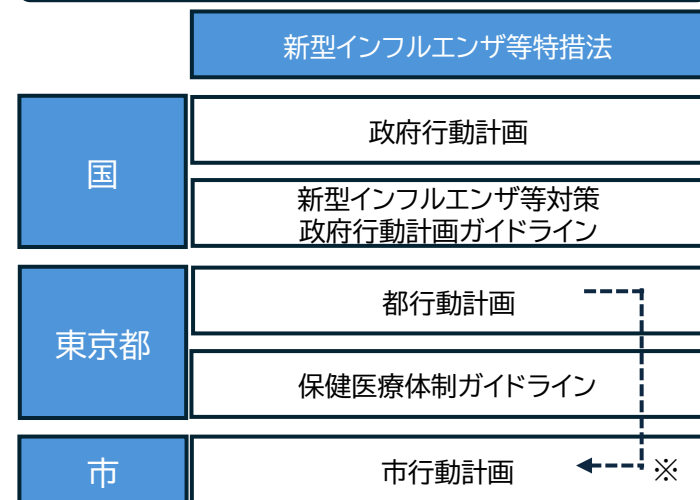 新型インフルエンザ等特措法
国
政府行動計画
新型インフルエンザ等対策
政府行動計画ガイドライン
東京都
都行動計画
保健医療体制ガイドライン
市
市行動計画
※